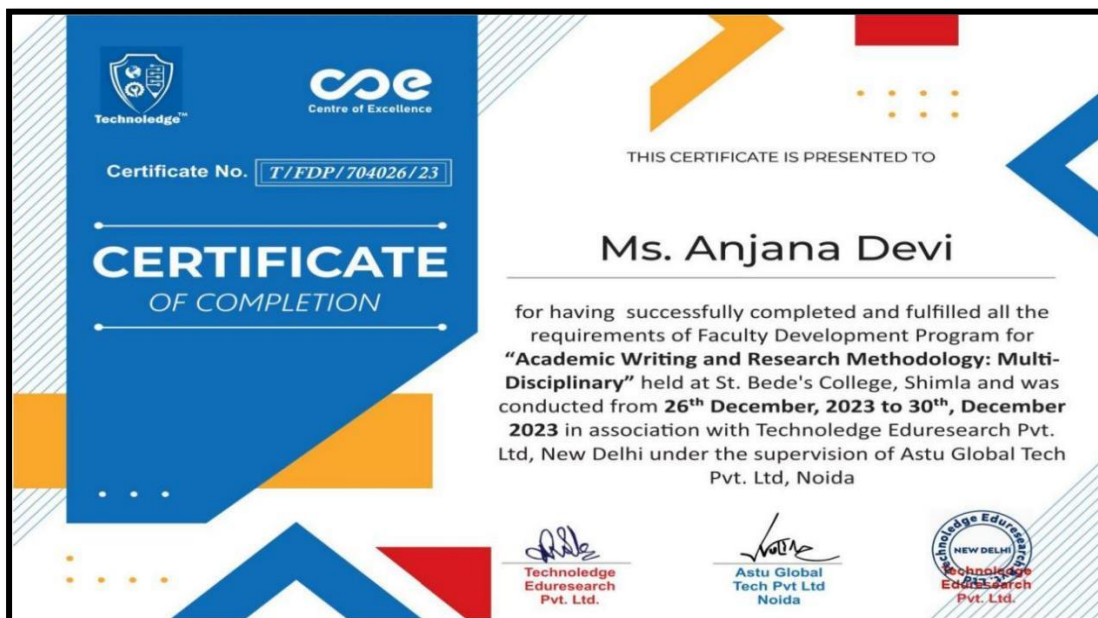 Technoledge™
coe
Centre of Excellence
Certificate No. T/FDP/704026/23
CERTIFICATE
OF COMPLETION
THIS CERTIFICATE IS PRESENTED TO
Ms. Anjana Devi
for having successfully completed and fulfilled all the
requirements of Faculty Development Program for
“Academic Writing and Research Methodology: Multi-
Disciplinary” held at St. Bede's College, Shimla and was
conducted from 26th December, 2023 to 30th, December
2023 in association with Technoledge Eduresearch Pvt.
Ltd, New Delhi under the supervision of Astu Global Tech
Pvt. Ltd, Noida
Technoledge
Eduresearch
Pvt. Ltd.
Astu Global
Tech Pvt Ltd
Noida
Technoledge Eduresearch Pvt. Ltd.
NEW DELHI
Technoledge
Eduresearch
Pvt. Ltd.